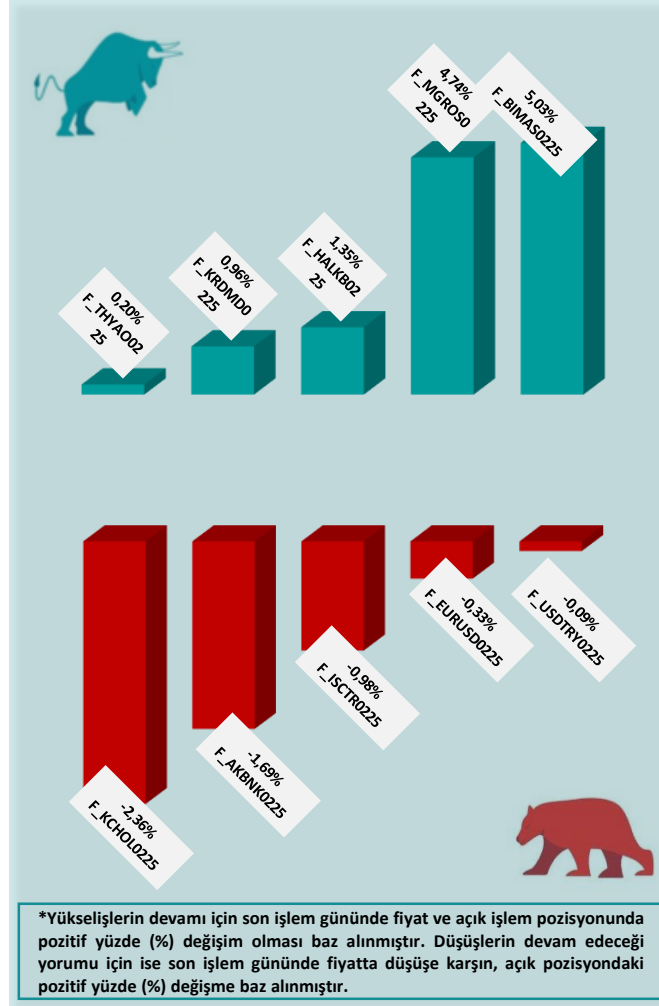 0,20%
F_THYAO02
25
0,96%
F_KRDMD0
225
1,35%
F_HALKB02
25
4,74%
F_MGROS0
225
5,03%
F_BIMAS0225
-2,36%
F_KCHOL0225
-1,69%
F_AKBNK0225
-0,98%
F_ISCTR0225
-0,33%
F_EURUSD0225
-0,09%
F_USDTRY0225
*Yükselişlerin devamı için son işlem gününde fiyat ve açık işlem pozisyonunda
pozitif yüzde (%) değişim olması baz alınmıştır. Düşüşlerin devam edeceği
yorumu için ise son işlem gününde fiyatta düşüşe karşın, açık pozisyondaki
pozitif yüzde (%) değişme baz alınmıştır.